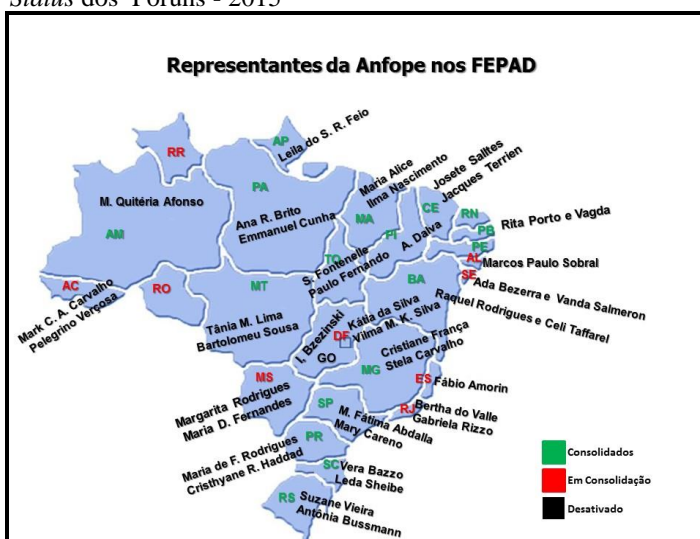 Status dos Fóruns - 2015
Representantes da Anfope nos FEPAD
RR
AP
Leila do S. R. Feio
M. Quitéria Afonso
AM
PA
Ana R. Brito
Emmanuel Cunha
Maria Alice
Ilma Nascimento
MA
PI
A. Dalva
Josete Salltes
Jacques Terrien
CE
RN
PB
Rita Porto e Vagda
PE
AL
Marcos Paulo Sobral
SE
Ada Bezerra e Vanda Salmeron
AC
Mark C. A. Carvalho
Pelegrino Verçosa
RO
MT
Tânia M. Lima
Bartolomeu Sousa
TO
S. Fontenelle
Paulo Fernando
BA
Raquel Rodrigues e Celi Taffarel
I. Bzezinski
GO
DF
Kátia da Silva
Vilma M. K. Silva
Cristiane França
Stela Carvalho
MG
ES
Fábio Amorin
MS
Margarita Rodrigues
Maria D. Fernandes
SP
M. Fátima Abdalla
Mary Careno
RJ
Bertha do Valle
Gabriela Rizzo
PR
Maria de F. Rodrigues
Cristhyane R. Haddad
SC
Vera Bazzo
Leda Sheibe
RS
Suzane Vieira
Antônia Bussmann
Consolidados
Em Consolidação
Desativado